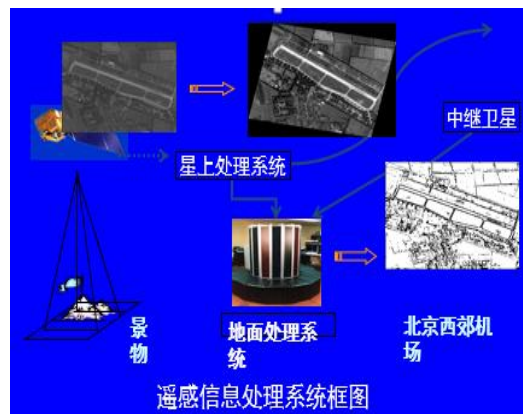 中继卫星
星上处理系统
景
物
地面处理系
统
北京西郊机
场
遥感信息处理系统框图